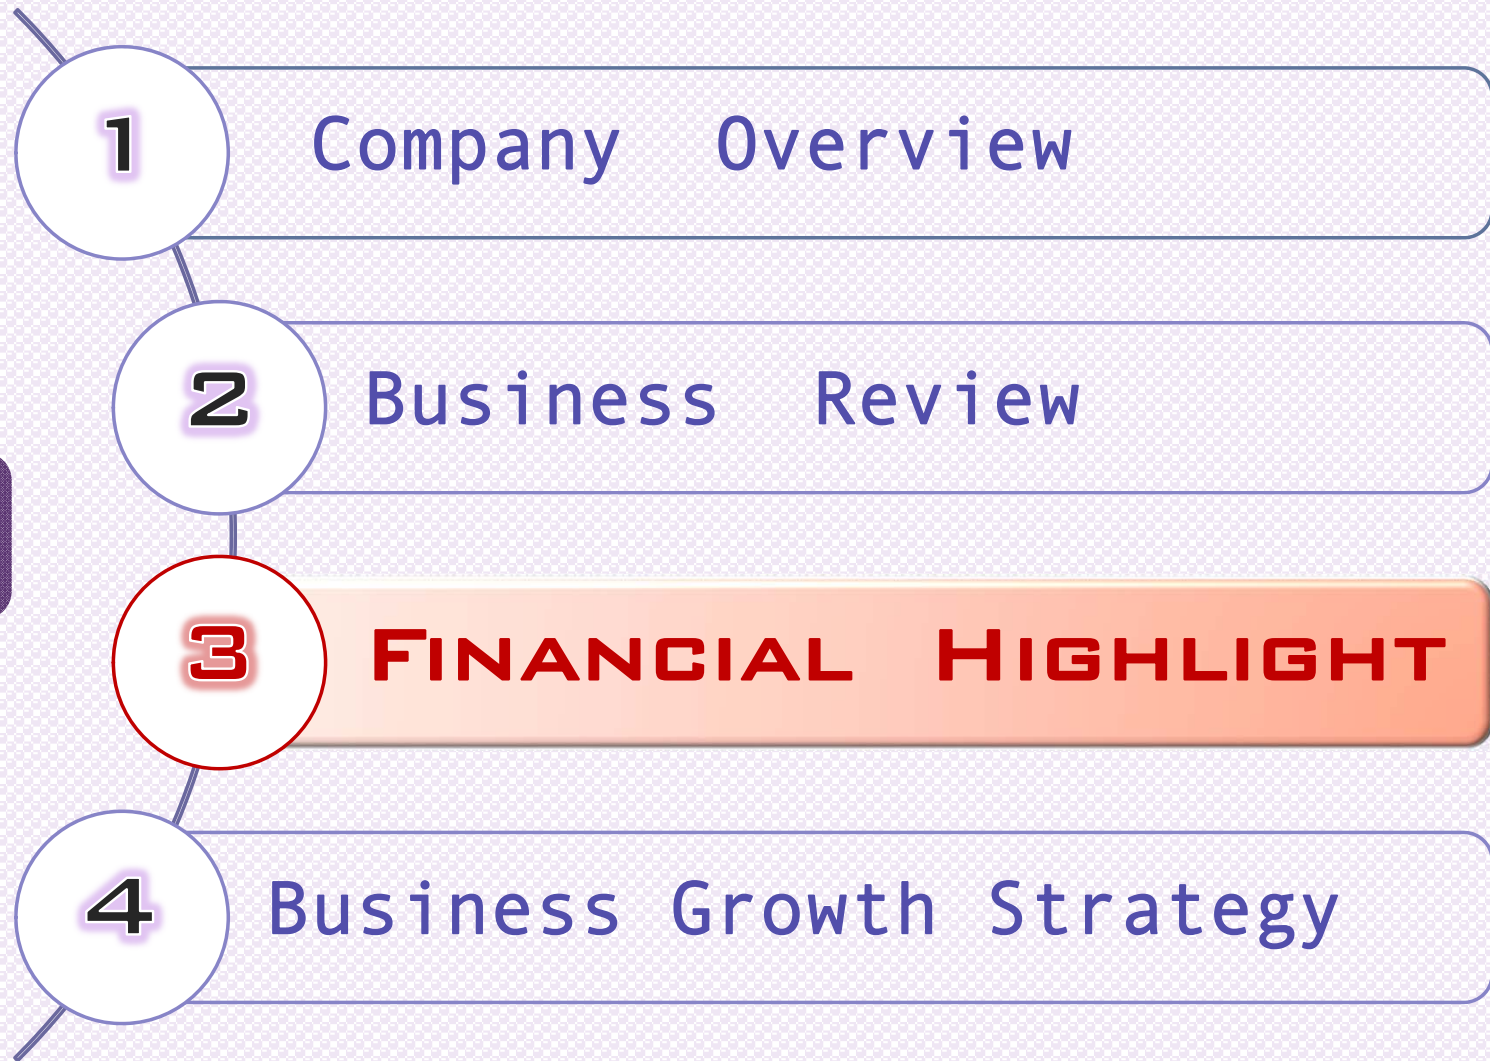 1 Company Overview
2 Business Review
3 FINANCIAL HIGHLIGHT
4 Business Growth Strategy